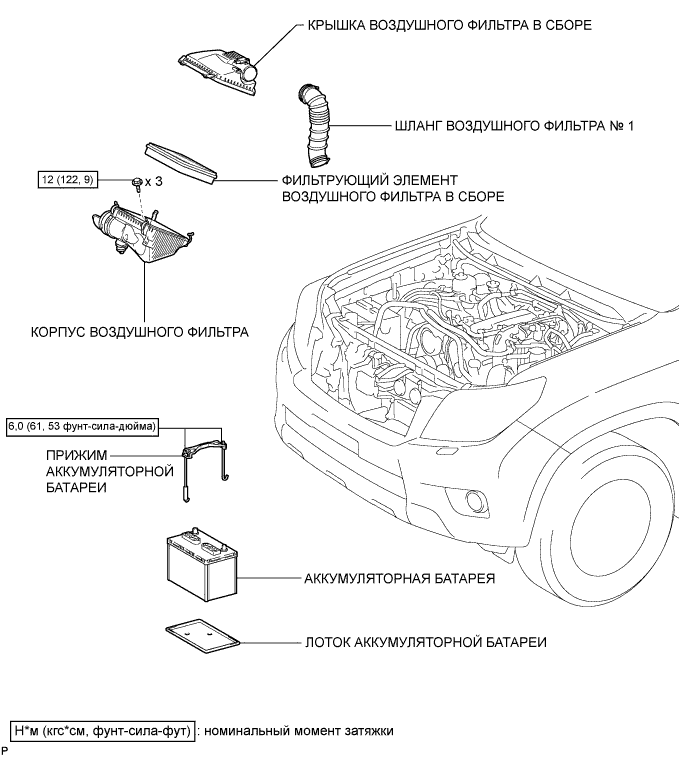 КРЫШКА ВОЗДУШНОГО ФИЛЬТРА В СБОРЕ
ШЛАНГ ВОЗДУШНОГО ФИЛЬТРА № 1
12 (122, 9)
x 3
ФИЛЬТРУЮЩИЙ ЭЛЕМЕНТ
ВОЗДУШНОГО ФИЛЬТРА В СБОРЕ
КОРПУС ВОЗДУШНОГО ФИЛЬТРА
6,0 (61, 53 фунт-сила-дюйма)
ПРИЖИМ
АККУМУЛЯТОРНОЙ
БАТАРЕИ
АККУМУЛЯТОРНАЯ БАТАРЕЯ
ЛОТОК АККУМУЛЯТОРНОЙ БАТАРЕИ
Н*м (кгс*см, фунт-сила-фут) : номинальный момент затяжки
P